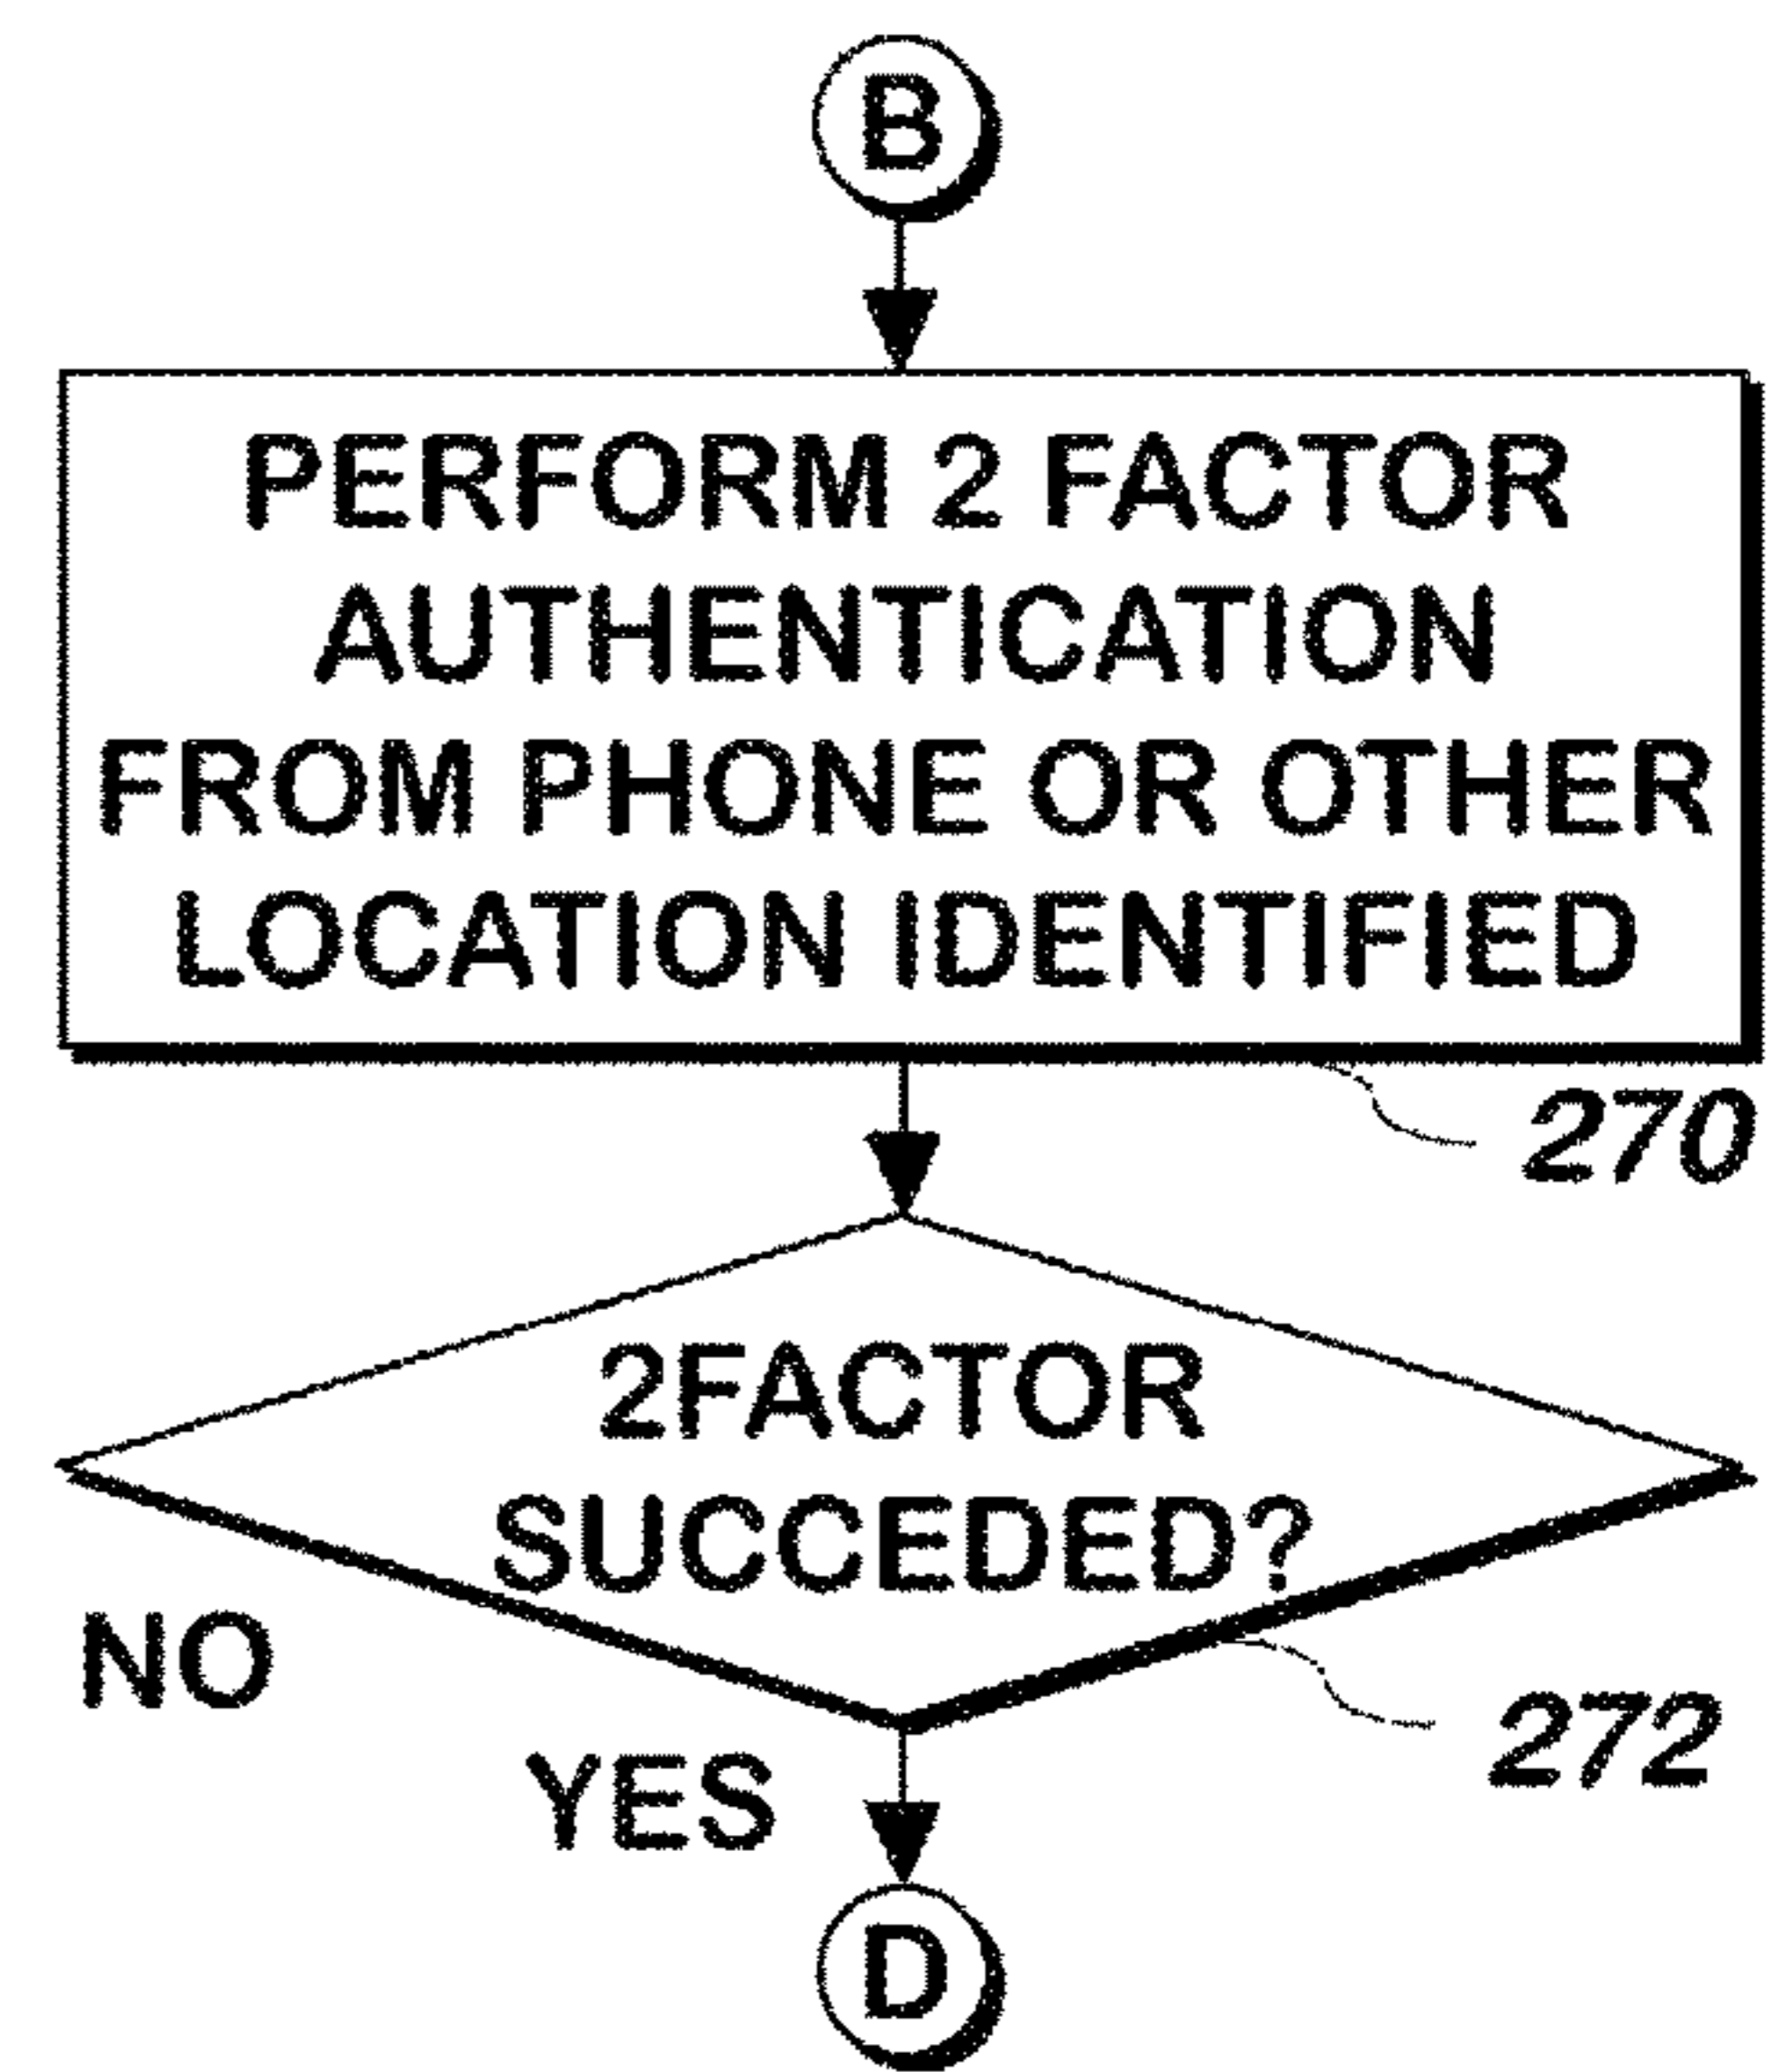 B
PERFORM 2 FACTOR
AUTHENTICATION
FROM PHONE OR OTHER
LOCATION IDENTIFIED
270
2FACTOR
SUCCEDED?
NO
272
YES
D